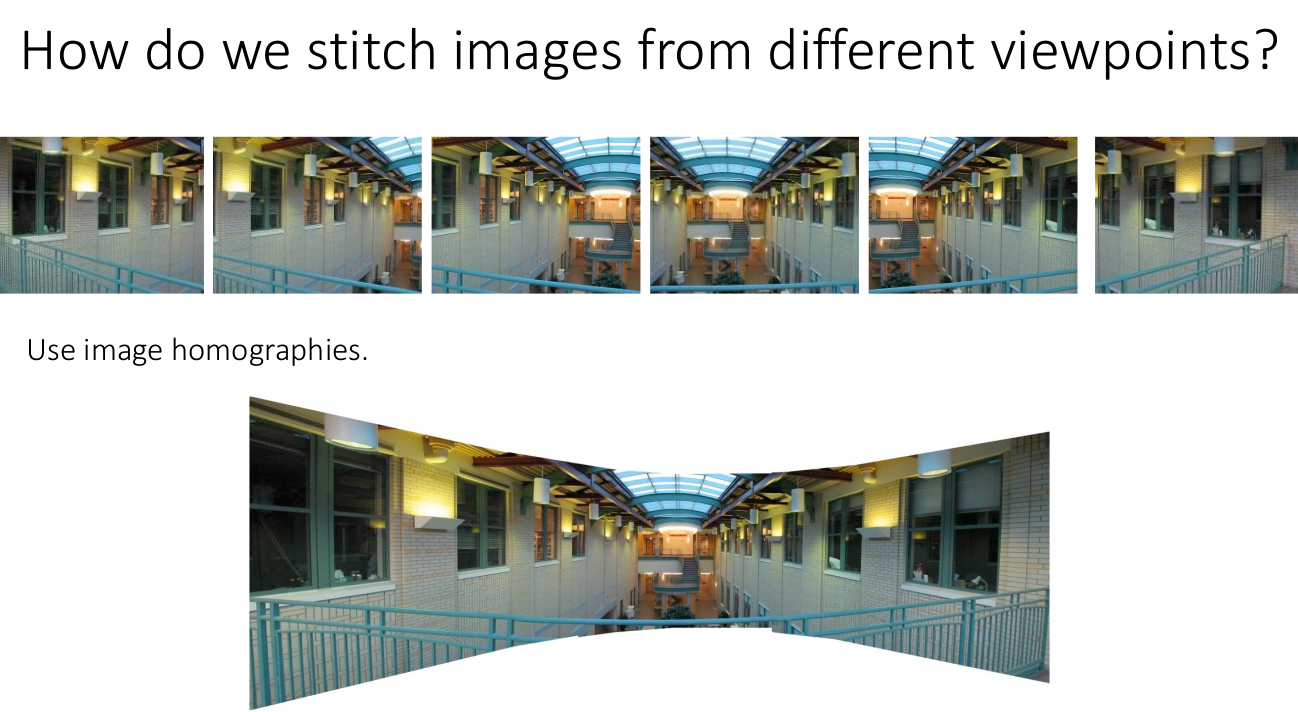 How do we stitch images from different viewpoints?
Use image homographies.